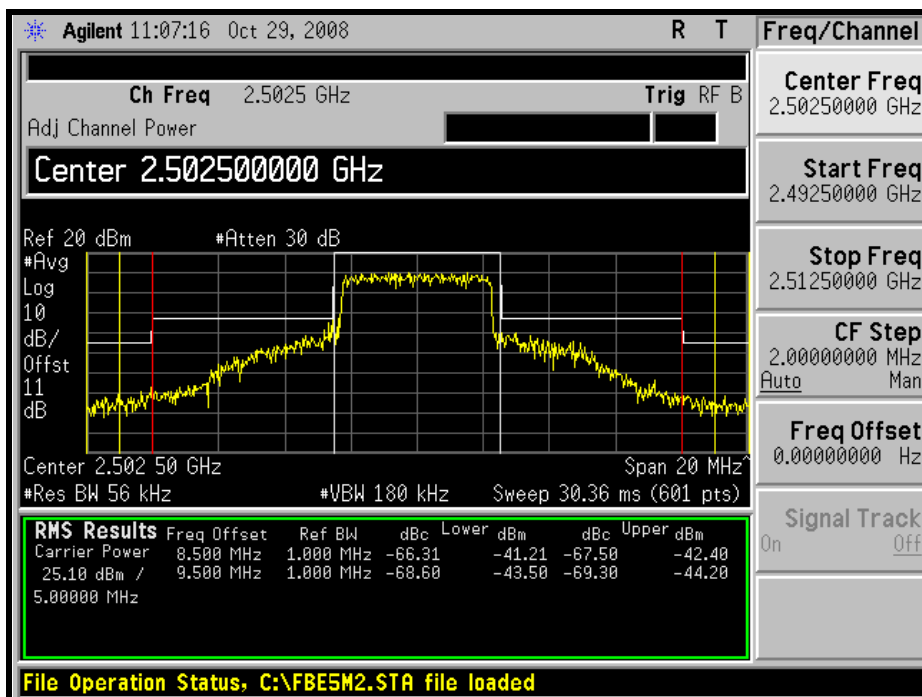 Agilent 11:07:16 Oct 29, 2008 R T
Ch Freq 2.5025 GHz Trig RF B
Adj Channel Power
Center 2.502500000 GHz
Ref 20 dBm #Atten 30 dB
#Avg
Log
10
dB/
Offst
11
dB
Center 2.502 50 GHz Span 20 MHz^
#Res BW 56 kHz #VBW 180 kHz Sweep 30.36 ms (601 pts)
RMS Results Freq Offset Ref BW dBc Lower dBm dBc Upper dBm
Carrier Power 8.500 MHz 1.000 MHz -66.31 -41.21 -67.50 -42.40
25.10 dBm / 9.500 MHz 1.000 MHz -68.60 -43.50 -69.30 -44.20
5.00000 MHz
File Operation Status, C:\FBE5M2.STA file loaded
Freq/Channel
Center Freq
2.50250000 GHz
Start Freq
2.49250000 GHz
Stop Freq
2.51250000 GHz
CF Step
2.00000000 MHz
Auto Man
Freq Offset
0.00000000 Hz
Signal Track
On Off